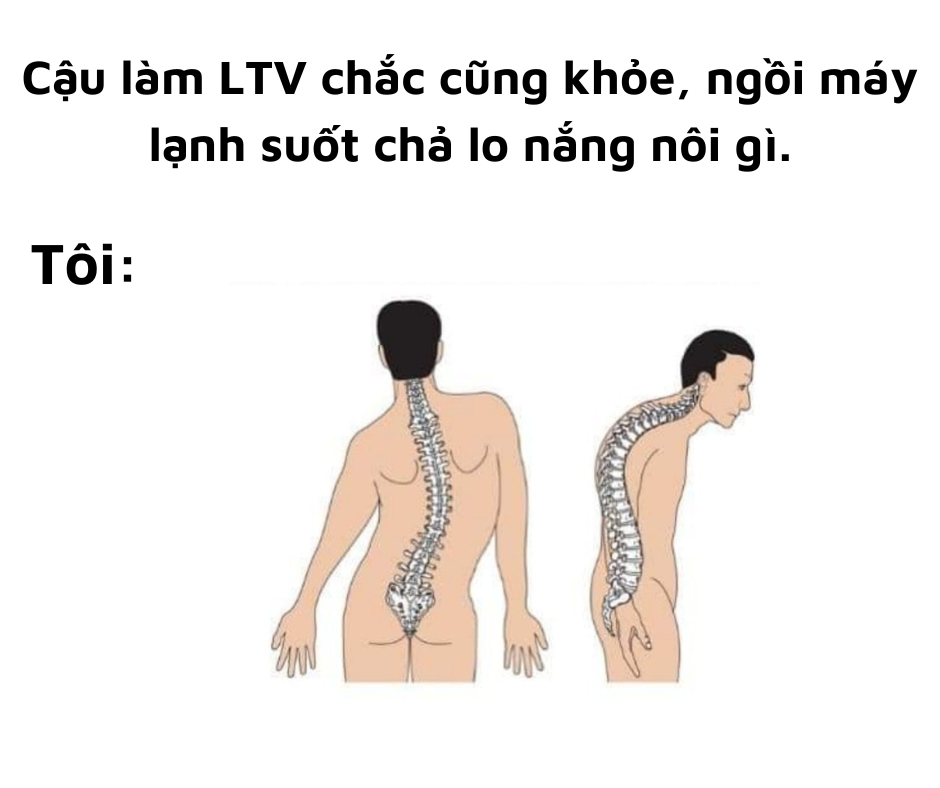 Cậu làm LTV chắc cũng khỏe, ngồi máy
lạnh suốt chả lo nắng nôi gì.
Tôi: